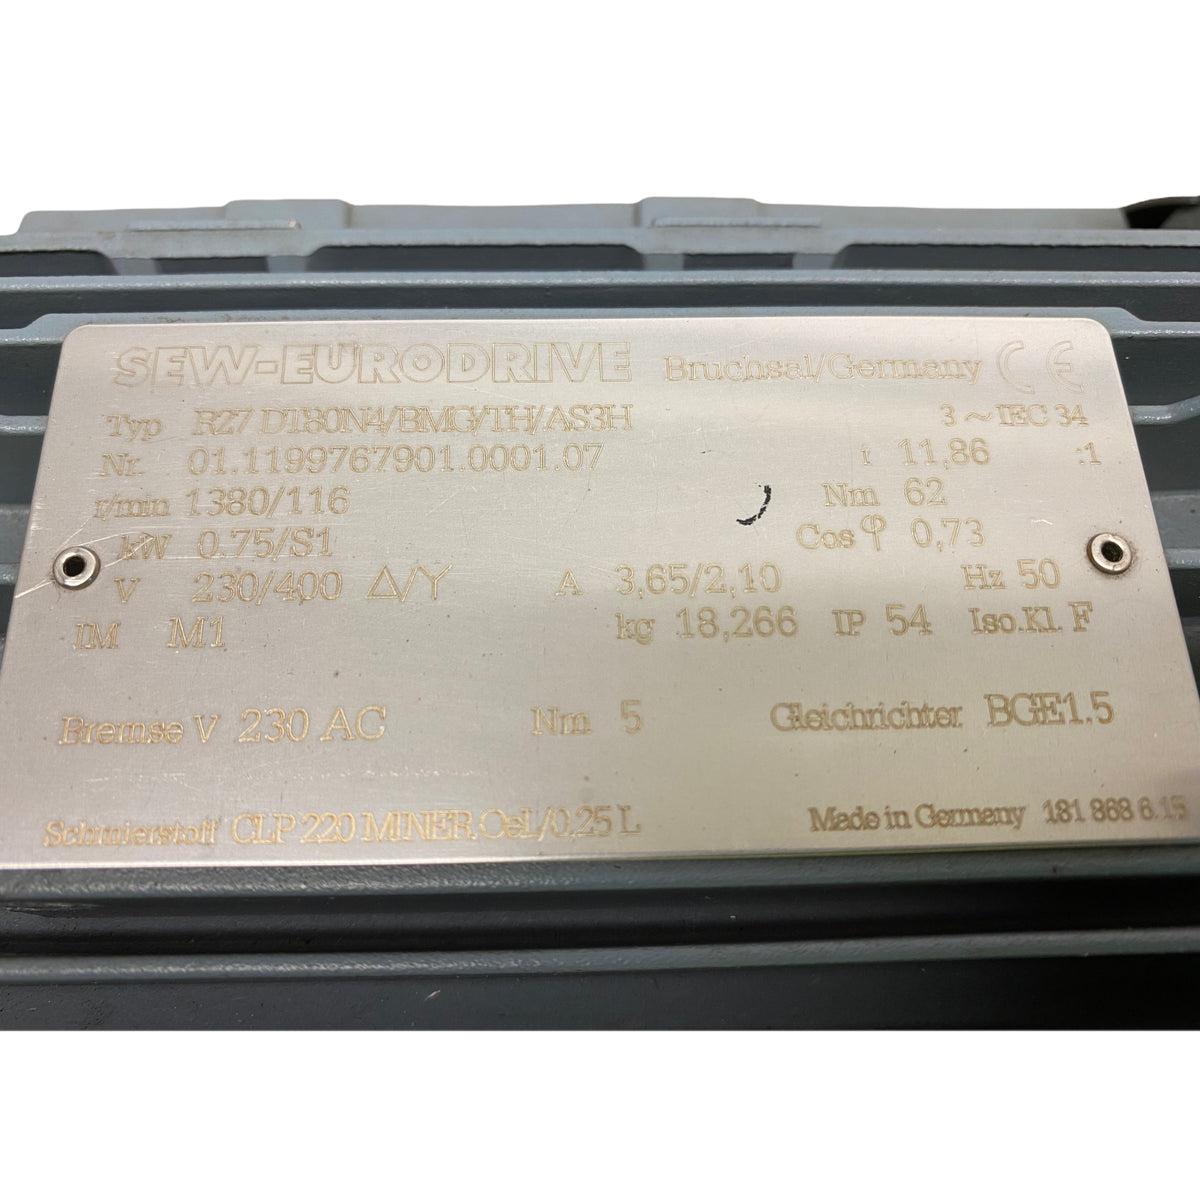 SEW-EURODRIVE Bruchsal/Germany CE
Typ RZ7 DT80N4/BMG/TH/AS3H 3 ~ IEC 34
Nr. 01.1199767901.0001.07 i 11,86 :1
r/min 1380/116 Nm 62
kW 0.75/S1 Cos φ 0,73
V 230/400 Δ/Y A 3,65/2,10 Hz 50
IM M1 kg 18,266 IP 54 Iso.Kl. F
Bremse V 230 AC Nm 5 Gleichrichter BGE1.5
Schmierstoff CLP 220 MINER.OeL/0,25 L Made in Germany 181 868 6.15